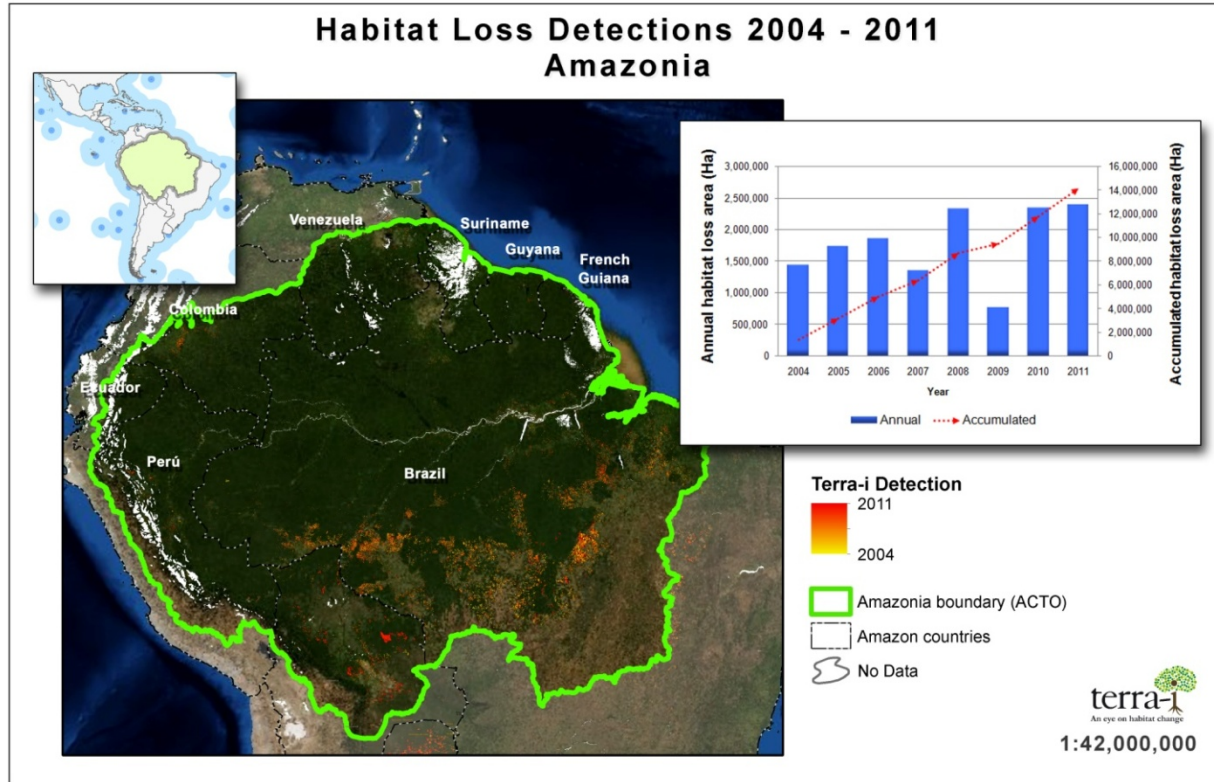 Habitat Loss Detections 2004 - 2011
Amazonia
Venezuela
Suriname
Guyana
French
Guiana
Colombia
Ecuador
Perú
Brazil
Annual habitat loss area (Ha)
3,000,000
2,500,000
2,000,000
1,500,000
1,000,000
500,000
0
16,000,000
14,000,000
12,000,000
10,000,000
8,000,000
6,000,000
4,000,000
2,000,000
0
Accumulated habitat loss area (Ha)
2004 2005 2006 2007 2008 2009 2010 2011
Year
Annual Accumulated
Terra-i Detection
2011
2004
Amazonia boundary (ACTO)
Amazon countries
No Data
terra-i
An eye on habitat change
1:42,000,000